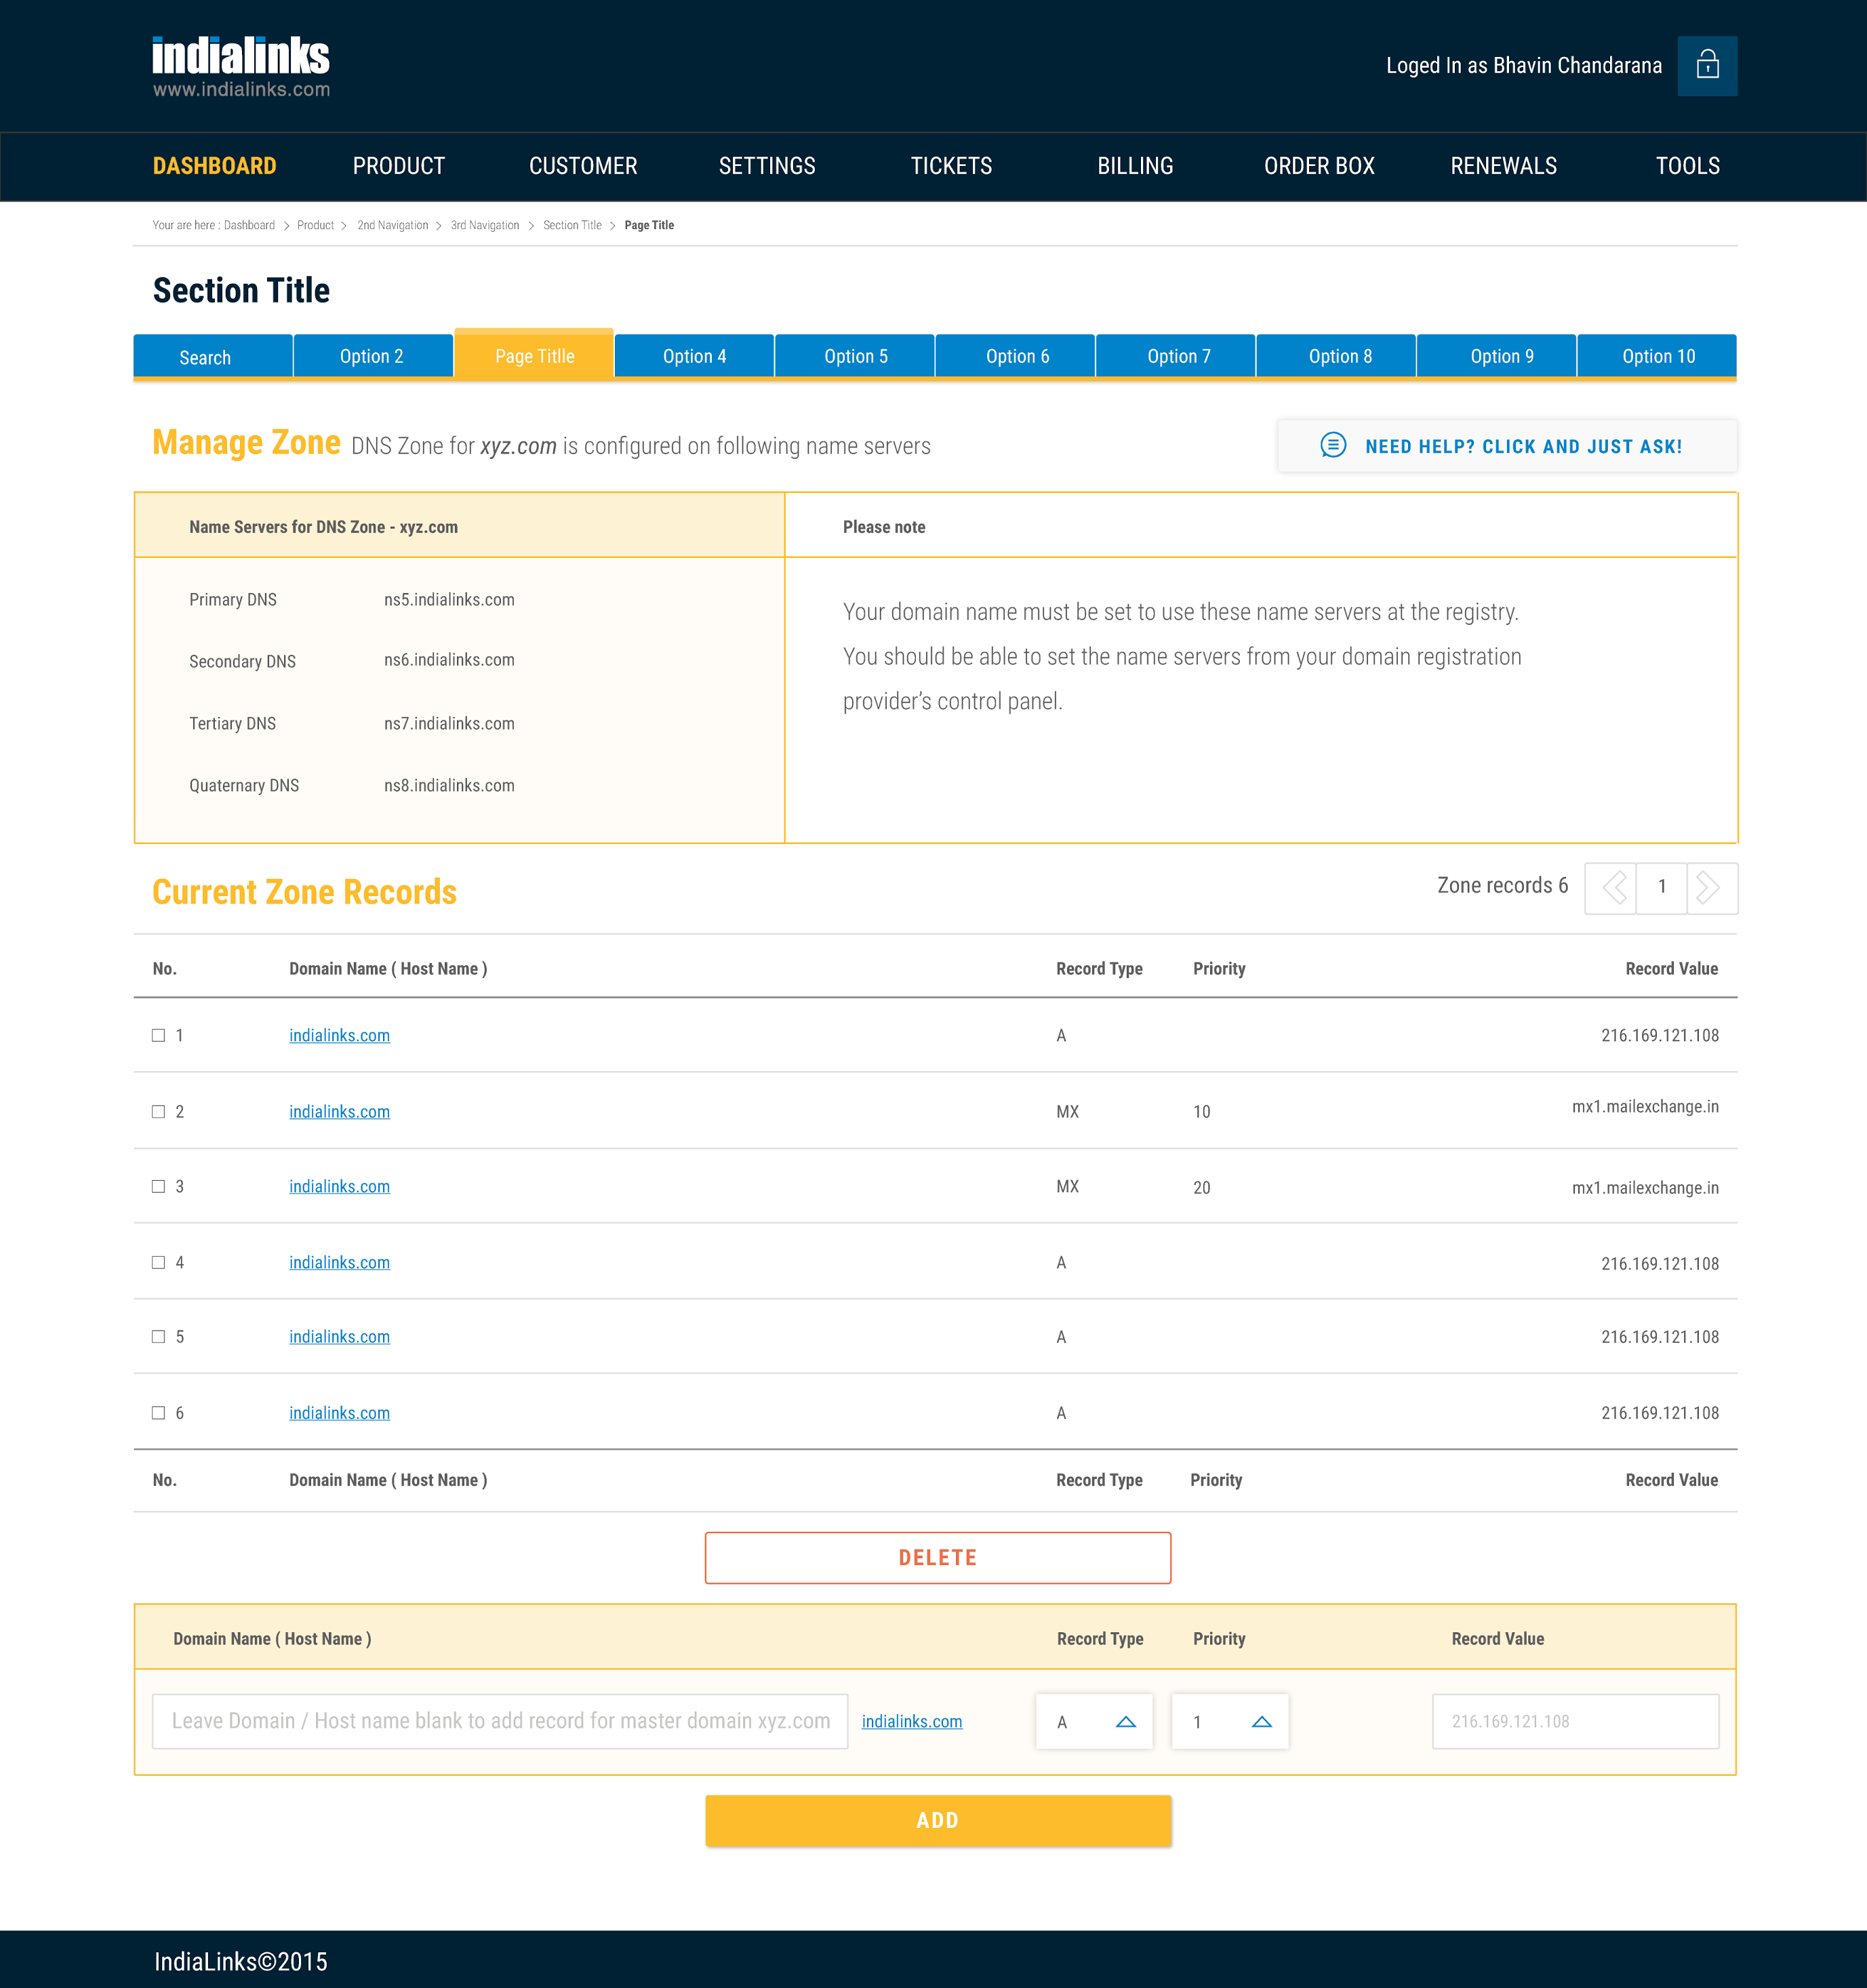 indialinks
www.indialinks.com
Loged In as Bhavin Chandarana
DASHBOARD PRODUCT CUSTOMER SETTINGS TICKETS BILLING ORDER BOX RENEWALS TOOLS
Your are here : Dashboard > Product > 2nd Navigation > 3rd Navigation > Section Title > Page Title
Section Title
Search Option 2 Page Titlle Option 4 Option 5 Option 6 Option 7 Option 8 Option 9 Option 10
Manage Zone DNS Zone for xyz.com is configured on following name servers
NEED HELP? CLICK AND JUST ASK!
Name Servers for DNS Zone - xyz.com
Primary DNS ns5.indialinks.com
Secondary DNS ns6.indialinks.com
Tertiary DNS ns7.indialinks.com
Quaternary DNS ns8.indialinks.com
Please note
Your domain name must be set to use these name servers at the registry.
You should be able to set the name servers from your domain registration
provider’s control panel.
Current Zone Records
Zone records 6 1
No. Domain Name ( Host Name ) Record Type Priority Record Value
1 indialinks.com A 216.169.121.108
2 indialinks.com MX 10 mx1.mailexchange.in
3 indialinks.com MX 20 mx1.mailexchange.in
4 indialinks.com A 216.169.121.108
5 indialinks.com A 216.169.121.108
6 indialinks.com A 216.169.121.108
No. Domain Name ( Host Name ) Record Type Priority Record Value
DELETE
Domain Name ( Host Name ) Record Type Priority Record Value
Leave Domain / Host name blank to add record for master domain xyz.com indialinks.com A 1 216.169.121.108
ADD
IndiaLinks©2015